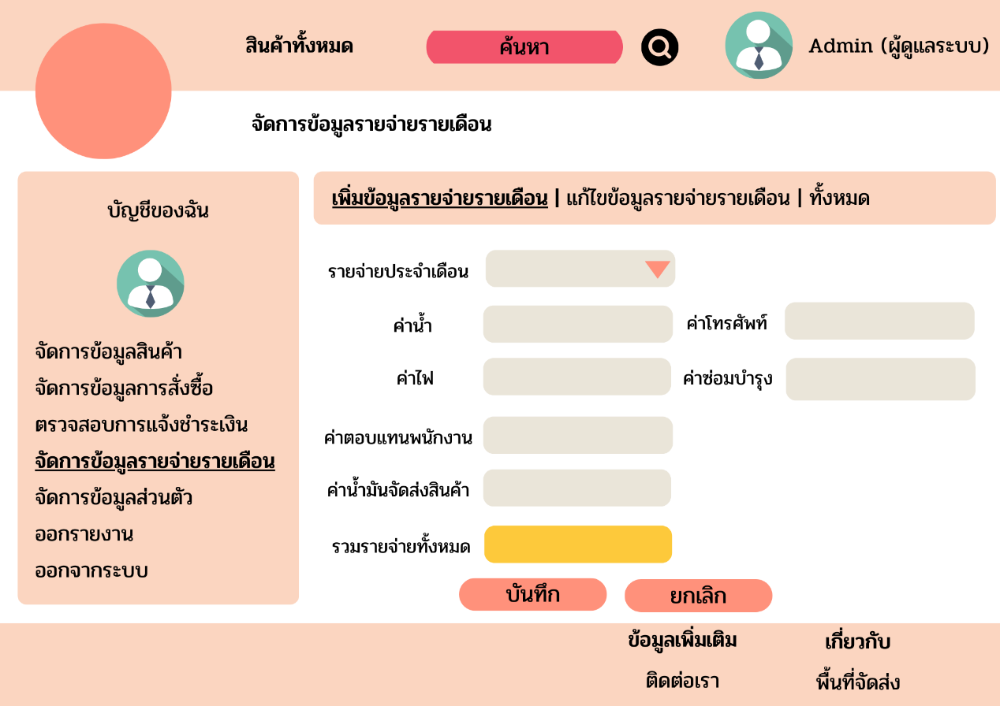 สินค้าทั้งหมด
ค้นหา
Admin (ผู้ดูแลระบบ)
จัดการข้อมูลรายจ่ายรายเดือน
บัญชีของฉัน
จัดการข้อมูลสินค้า
จัดการข้อมูลการสั่งซื้อ
ตรวจสอบการแจ้งชำระเงิน
จัดการข้อมูลรายจ่ายรายเดือน
จัดการข้อมูลส่วนตัว
ออกรายงาน
ออกจากระบบ
เพิ่มข้อมูลรายจ่ายรายเดือน | แก้ไขข้อมูลรายจ่ายรายเดือน | ทั้งหมด
รายจ่ายประจำเดือน
ค่าน้ำ
ค่าโทรศัพท์
ค่าไฟ
ค่าซ่อมบำรุง
ค่าตอบแทนพนักงาน
ค่าน้ำมันจัดส่งสินค้า
รวมรายจ่ายทั้งหมด
บันทึก
ยกเลิก
ข้อมูลเพิ่มเติม
เกี่ยวกับ
ติดต่อเรา
พื้นที่จัดส่ง